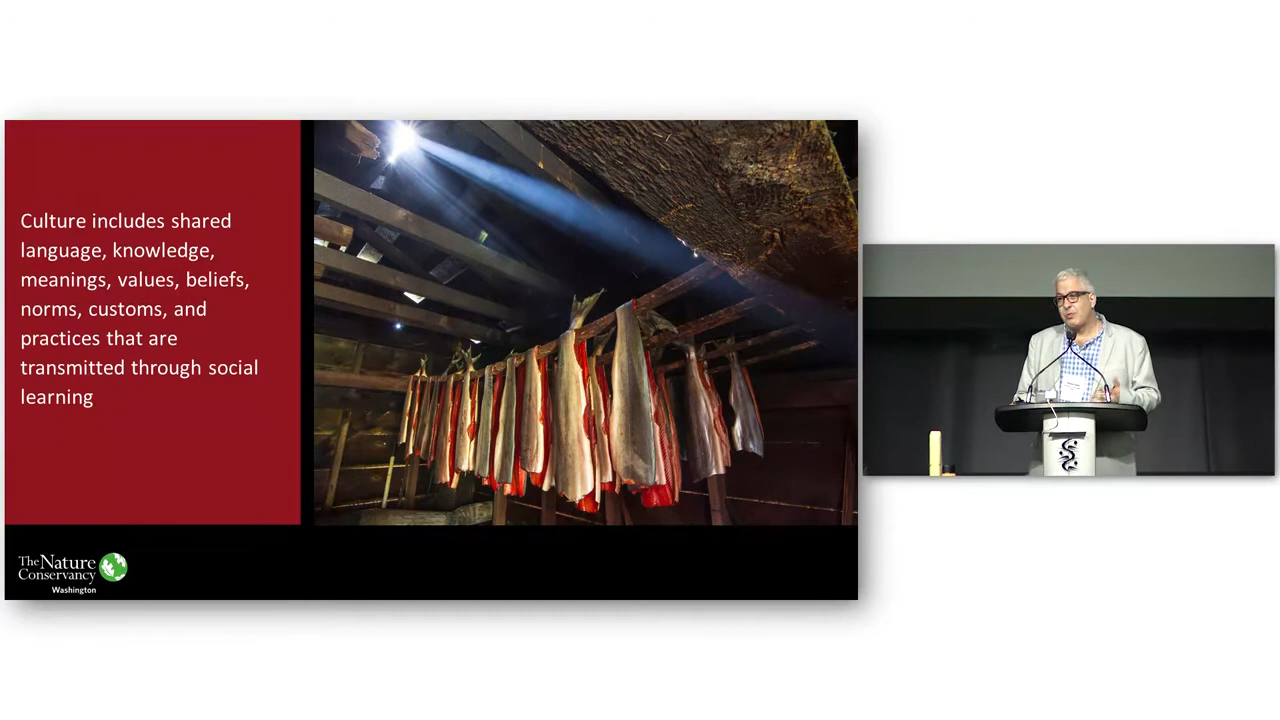 Culture includes shared
language, knowledge,
meanings, values, beliefs,
norms, customs, and
practices that are
transmitted through social
learning
The Nature
Conservancy
Washington